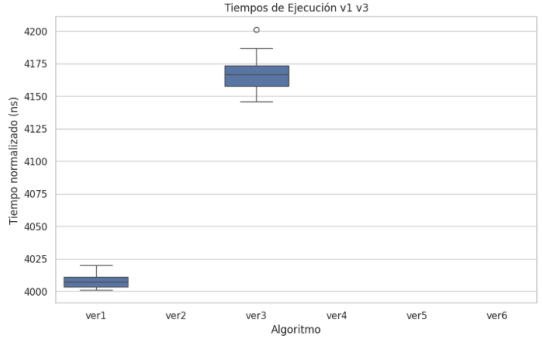 Tiempos de Ejecución v1 v3
Tiempo normalizado (ns)
4200
4175
4150
4125
4100
4075
4050
4025
4000
ver1 ver2 ver3 ver4 ver5 ver6
Algoritmo